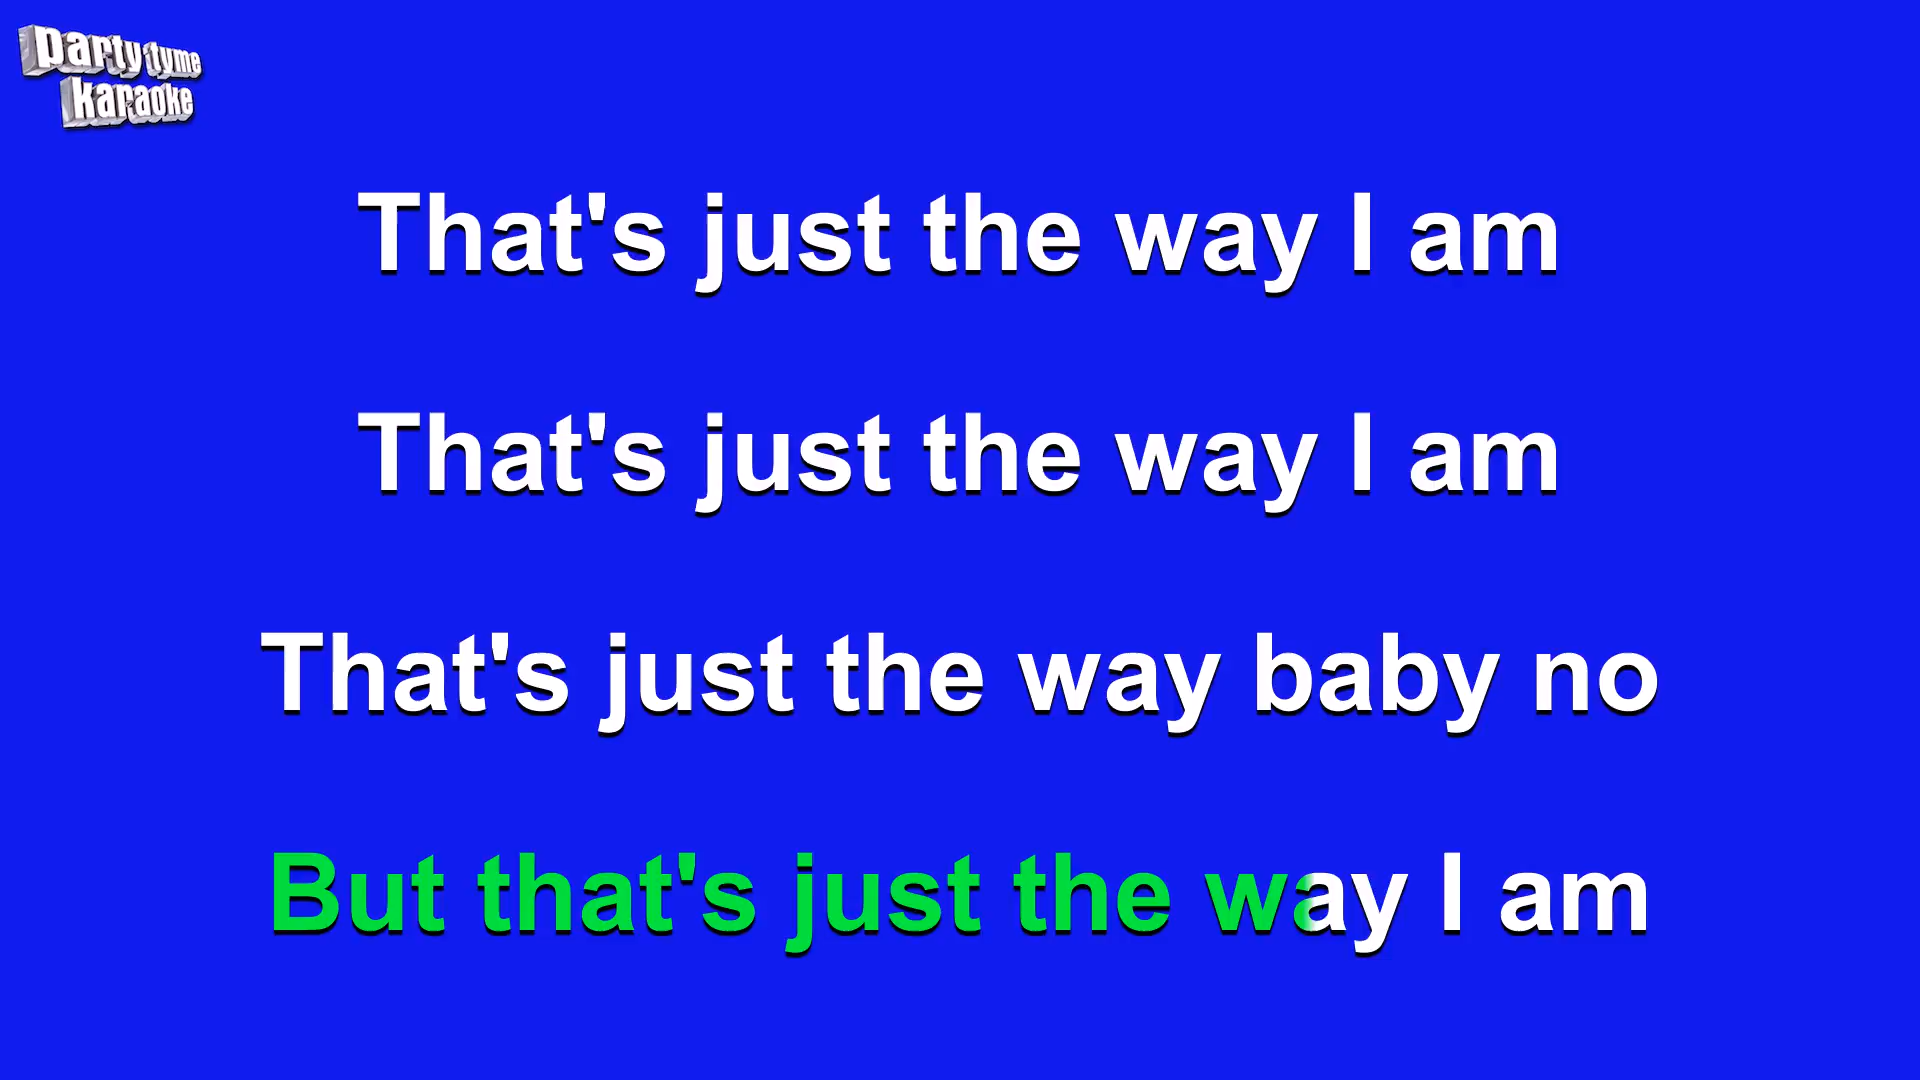 party tyme
karaoke
That's just the way I am
That's just the way I am
That's just the way baby no
But that's just the way I am